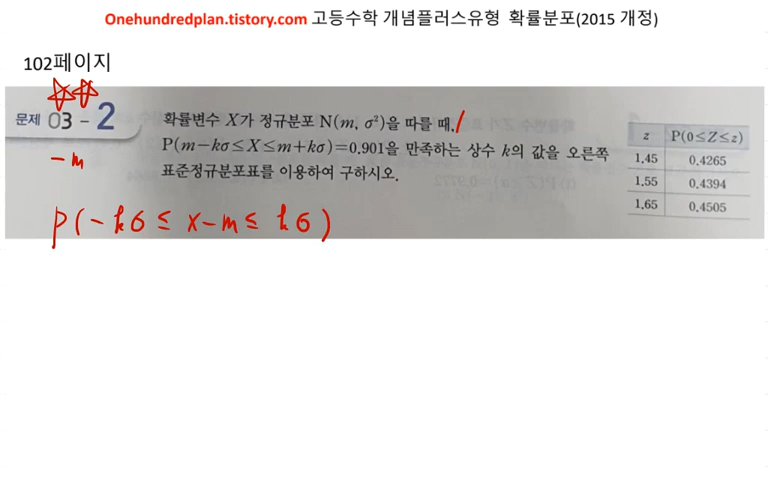 Onehundredplan.tistory.com 고등수학 개념플러스유형 확률분포(2015 개정)
102페이지
문제 03-2
확률변수 X가 정규분포 N(m, σ²)을 따를 때,
P(m-kσ≤X≤m+kσ)=0.901을 만족하는 상수 k의 값을 오른쪽
표준정규분포표를 이용하여 구하시오.
z P(0≤Z≤z)
1.45 0.4265
1.55 0.4394
1.65 0.4505
-m
P(-kσ≤x-m≤kσ)